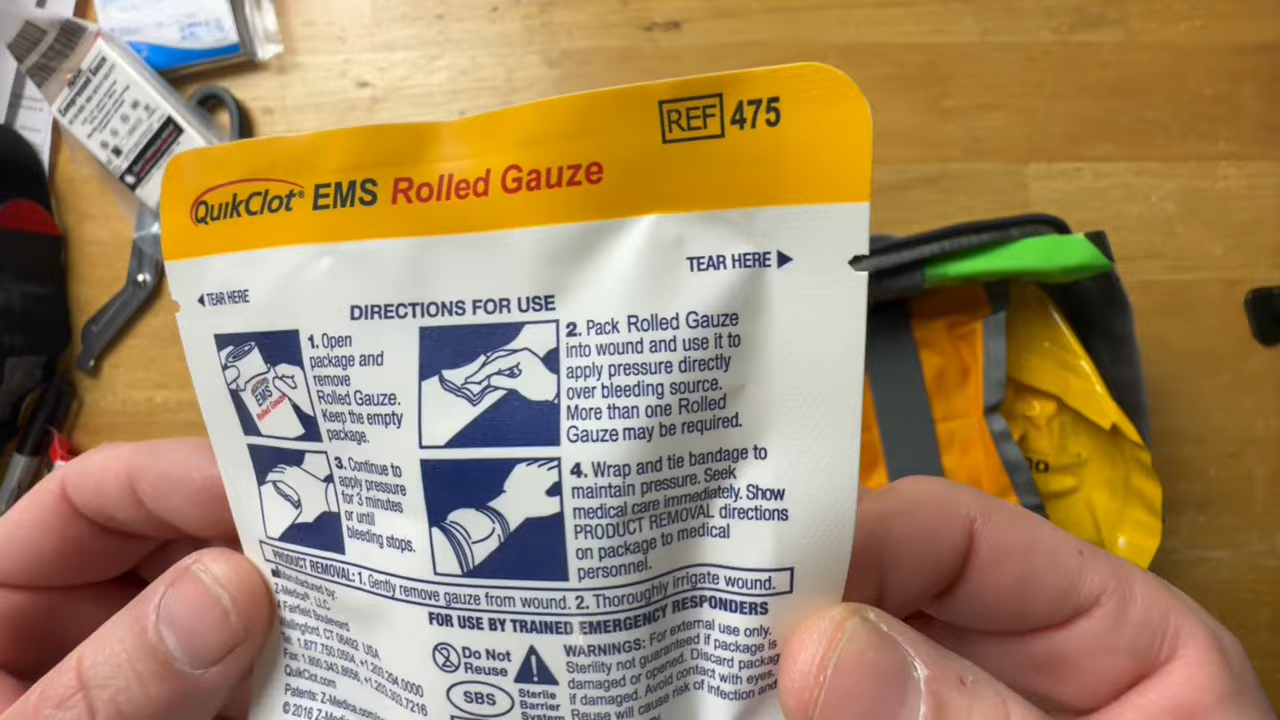 REF 475
QuikClot® EMS Rolled Gauze
TEAR HERE
TEAR HERE
DIRECTIONS FOR USE
1. Open
package and
remove
Rolled Gauze.
Keep the empty
package.
EMS
Rolled Gauze
2. Pack Rolled Gauze
into wound and use it to
apply pressure directly
over bleeding source.
More than one Rolled
Gauze may be required.
3. Continue to
apply pressure
for 3 minutes
or until
bleeding stops.
4. Wrap and tie bandage to
maintain pressure. Seek
medical care immediately. Show
PRODUCT REMOVAL directions
on package to medical
personnel.
PRODUCT REMOVAL: 1. Gently remove gauze from wound. 2. Thoroughly irrigate wound.
Manufactured by:
Z-Medica®, LLC
4 Fairfield Boulevard
Wallingford, CT 06492 USA
Tel: 1.877.750.0504, +1.203.294.0000
Fax: 1.800.343.8656, +1.203.303.7216
QuikClot.com
Patents: Z-Medica.com/
© 2016 Z-Medica
FOR USE BY TRAINED EMERGENCY RESPONDERS
Do Not
Reuse
SBS
Sterile
Barrier
System
WARNINGS: For external use only.
Sterility not guaranteed if package is
damaged or opened. Discard package
if damaged. Avoid contact with eyes.
Reuse will cause risk of infection and